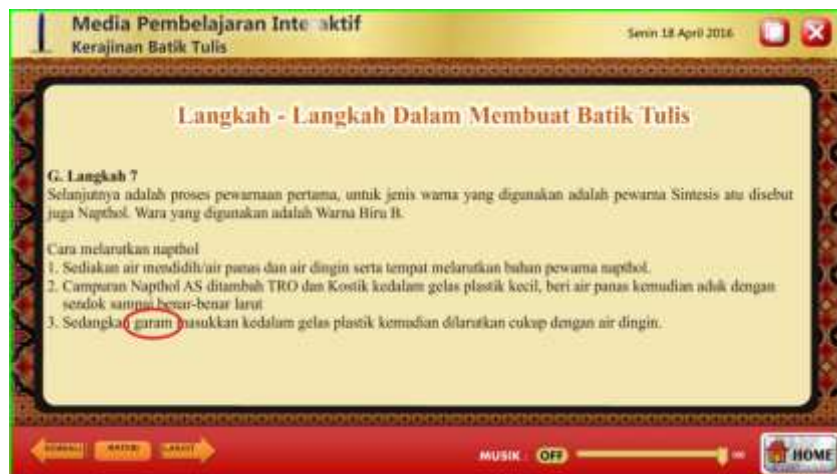 Media Pembelajaran Inte aktif
Kerajinan Batik Tulis
Senin 18 April 2016
Langkah - Langkah Dalam Membuat Batik Tulis
G. Langkah 7
Selanjutnya adalah proses pewarnaan pertama, untuk jenis warna yang digunakan adalah pewarna Sintesis atu disebut
juga Napthol. Wara yang digunakan adalah Warna Biru B.
Cara melarutkan napthol
1. Sediakan air mendidih/air panas dan air dingin serta tempat melarutkan bahan pewarna napthol.
2. Campuran Napthol AS ditambah TRO dan Kostik kedalam gelas plastik kecil, beri air panas kemudian aduk dengan
sendok sampai benar-benar larut
3. Sedangkan garam masukkan kedalam gelas plastik kemudian dilarutkan cukup dengan air dingin.
KEMBALI
MATERI
LANJUT
MUSIK OFF
HOME